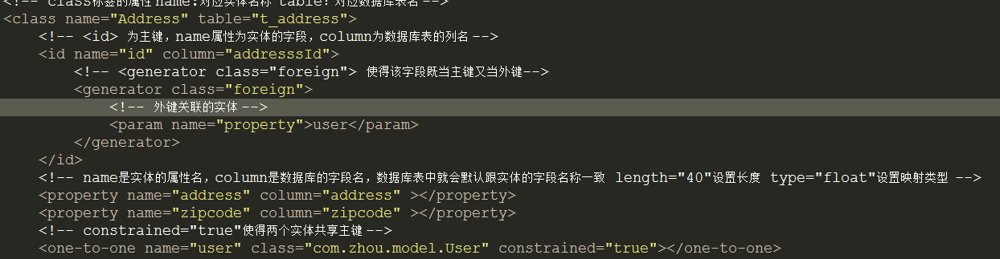 <!-- class标签的属性 name:对应实体名称 table: 对应数据库表名 -->
<class name="Address" table="t_address">
<!-- <id> 为主键，name属性为实体的字段，column为数据库表的列名 -->
<id name="id" column="addresssId">
<!-- <generator class="foreign"> 使得该字段既当主键又当外键-->
<generator class="foreign">
<!-- 外键关联的实体 -->
<param name="property">user</param>
</generator>
</id>
<!-- name是实体的属性名，column是数据库的字段名，数据库表中就会默认跟实体的字段名称一致 length="40"设置长度 type="float"设置映射类型 -->
<property name="address" column="address" ></property>
<property name="zipcode" column="zipcode" ></property>
<!-- constrained="true"使得两个实体共享主键 -->
<one-to-one name="user" class="com.zhou.model.User" constrained="true"></one-to-one>